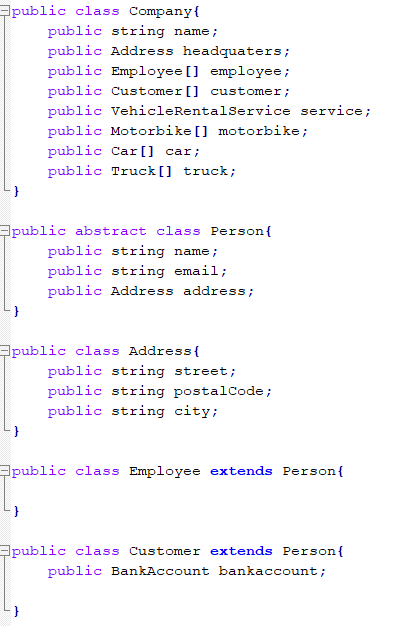 public class Company{
public string name;
public Address headquaters;
public Employee[] employee;
public Customer[] customer;
public VehicleRentalService service;
public Motorbike[] motorbike;
public Car[] car;
public Truck[] truck;
}
public abstract class Person{
public string name;
public string email;
public Address address;
}
public class Address{
public string street;
public string postalCode;
public string city;
}
public class Employee extends Person{
}
public class Customer extends Person{
public BankAccount bankaccount;
}